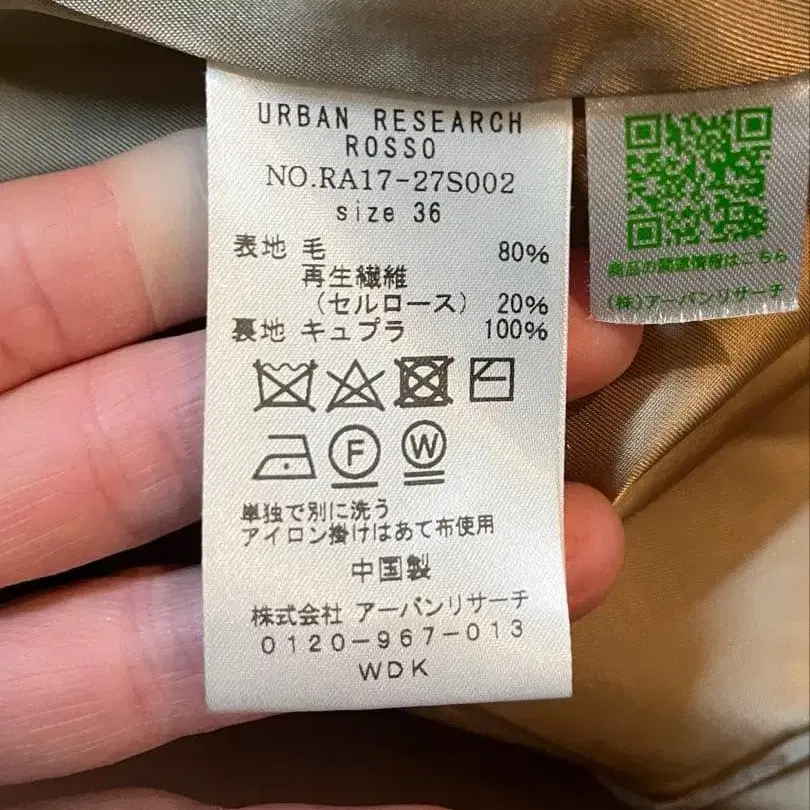 URBAN RESEARCH
ROSSO
NO.RA17-27S002
size 36
表地 毛 80%
再生繊維
(セルロース) 20%
裏地 キュプラ 100%
F W
単独で別に洗う
アイロン掛けはあて布使用
中国製
株式会社 アーバンリサーチ
0120-967-013
WDK
商品の関連情報はこちら
(株)アーバンリサーチ